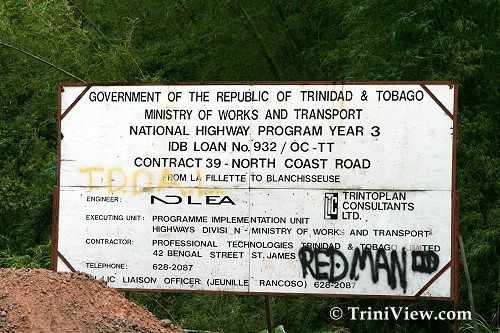 GOVERNMENT OF THE REPUBLIC OF TRINIDAD & TOBAGO
MINISTRY OF WORKS AND TRANSPORT
NATIONAL HIGHWAY PROGRAM YEAR 3
IDB LOAN No. 932 / OC-TT
CONTRACT 39 - NORTH COAST ROAD
FROM LA FILLETTE TO BLANCHISSEUSE
ENGINEER: LEA TRINTOPLAN
CONSULTANTS
LTD.
EXECUTING UNIT: PROGRAMME IMPLEMENTATION UNIT
HIGHWAYS DIVIS N - MINISTRY OF WORKS AND TRANSPORT
CONTRACTOR: PROFESSIONAL TECHNOLOGIES TRINIDAD & TOBAGO LIMITED
42 BENGAL STREET ST. JAMES
REDMAN
TELEPHONE: 628-2087
LIC LIAISON OFFICER (JEUNILLE RANCOSO) 628-2087
© TriniView.com